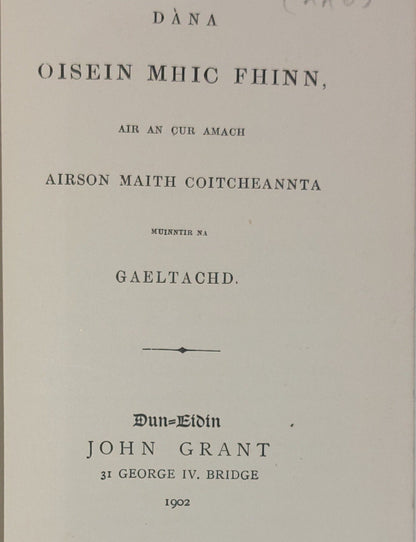 DÀNA
OISEIN MHIC FHINN,
AIR AN CUR AMACH
AIRSON MAITH COITCHEANNTA
MUINNTIR NA
GAELTACHD.
Dun=Eidin
JOHN GRANT
31 GEORGE IV. BRIDGE
1902